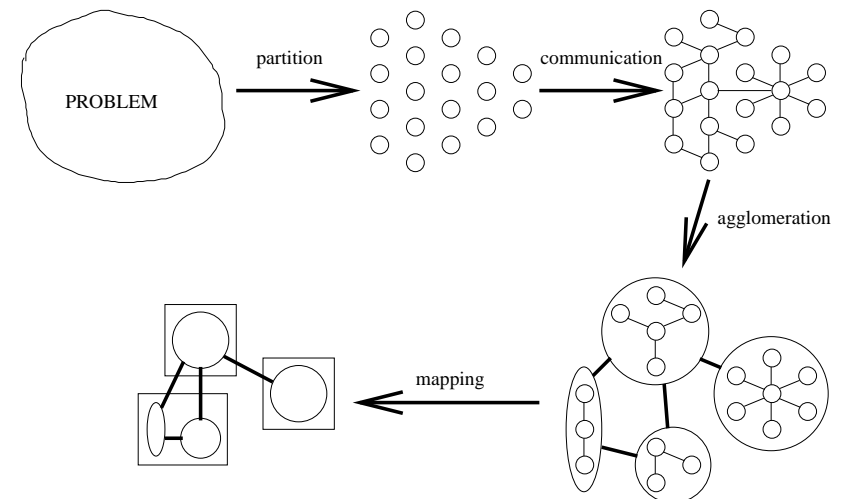 partition
communication
PROBLEM
agglomeration
mapping